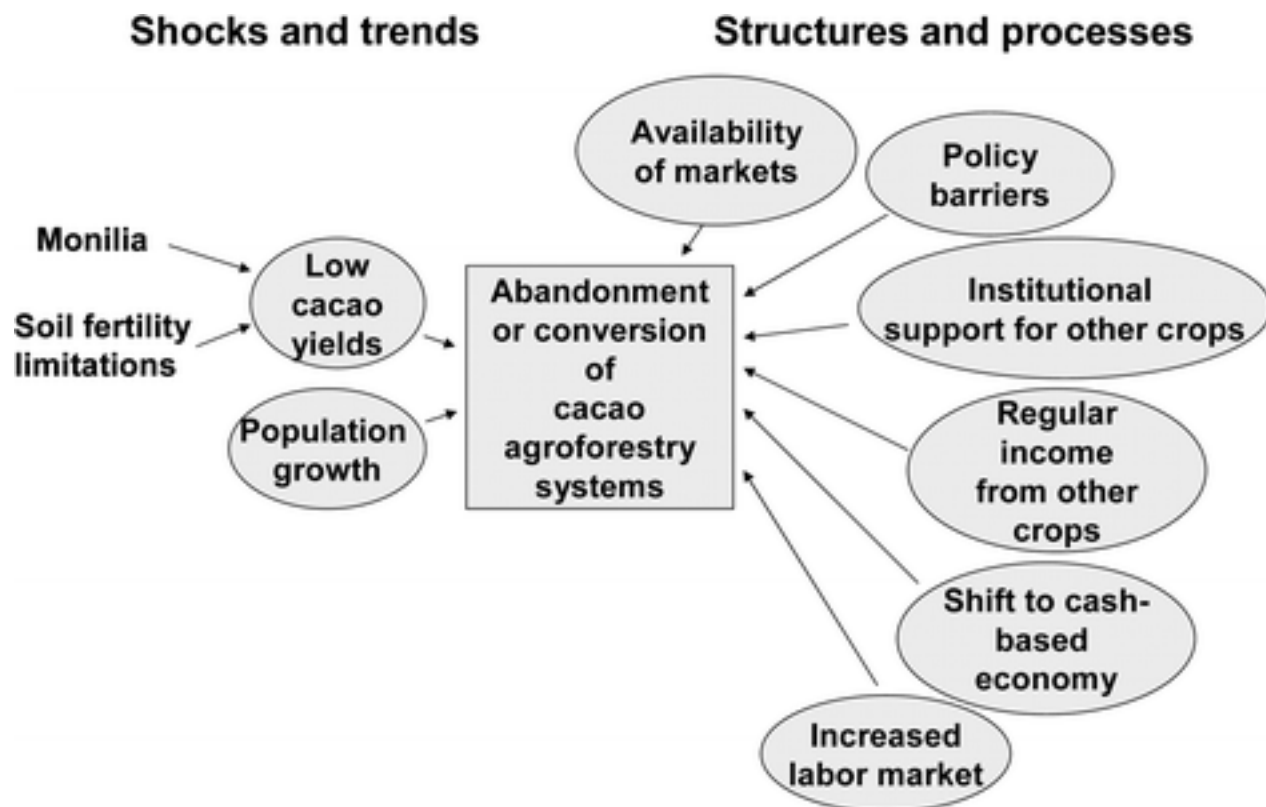 Shocks and trends
Structures and processes
Availability
of markets
Policy
barriers
Monilia
Soil fertility
limitations
Low
cacao
yields
Population
growth
Abandonment
or conversion
of
cacao
agroforestry
systems
Institutional
support for other crops
Regular
income
from other
crops
Shift to cash-
based
economy
Increased
labor market